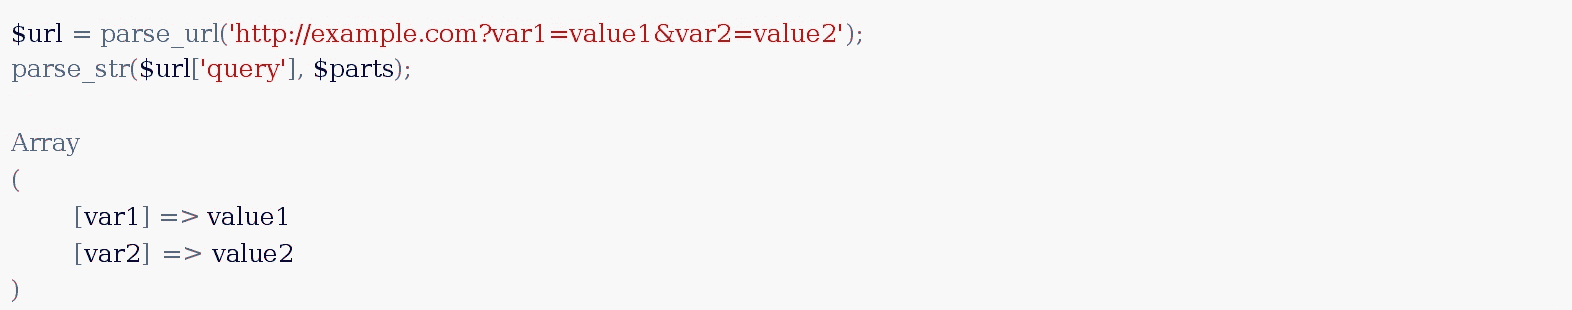 $url = parse_url('http://example.com?var1=value1&var2=value2');
parse_str($url['query'], $parts);
Array
(
[var1] => value1
[var2] => value2
)